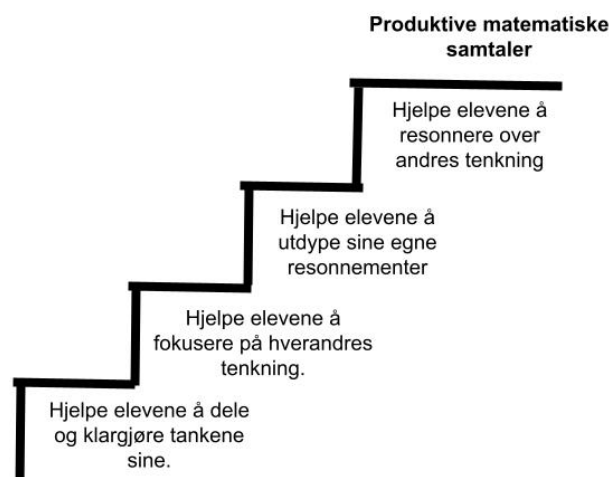 Produktive matematiske
samtaler
Hjelpe elevene å
resonnere over
andres tenkning
Hjelpe elevene å
utdype sine egne
resonnementer
Hjelpe elevene å
fokusere på hverandres
tenkning.
Hjelpe elevene å dele
og klargjøre tankene
sine.